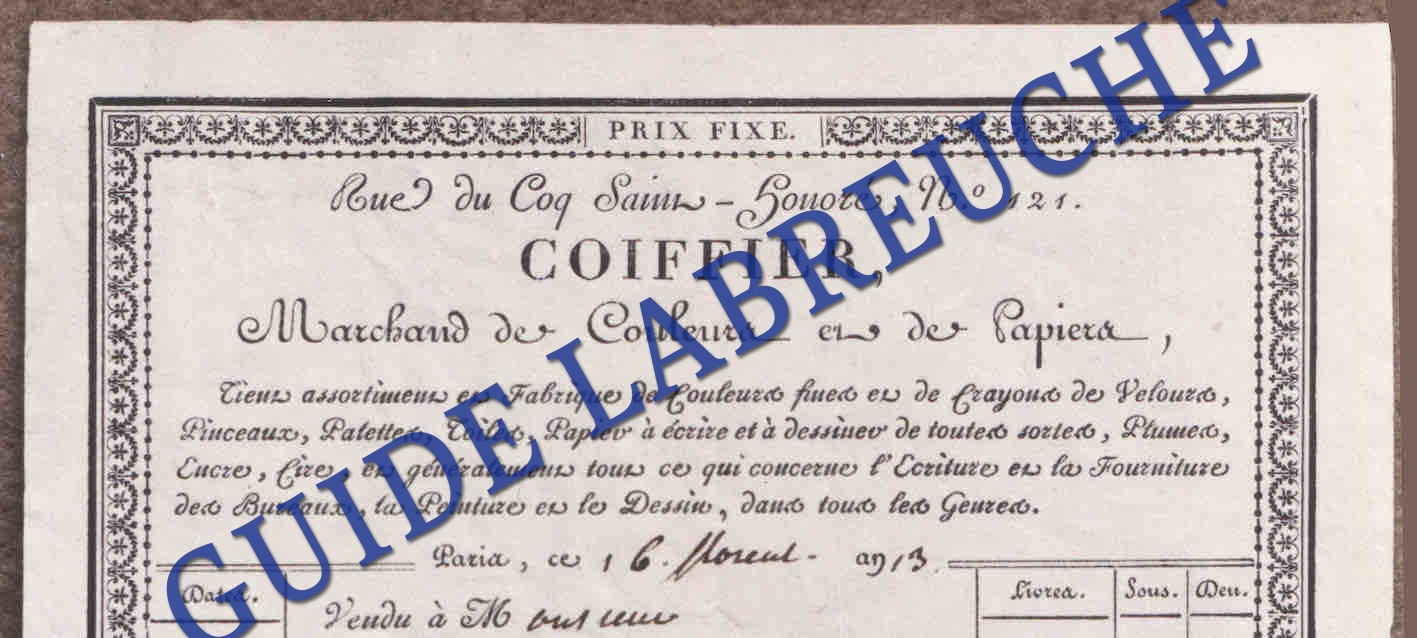 PRIX FIXE.
Rue du Coq Saint-Honoré, N.º 121.
COIFFIER,
Marchand de Couleurs et de Papiers,
Tient assortiment et Fabrique de Couleurs fines et de Crayons de Velours,
Pinceaux, Palettes, Toiles, Papier à écrire et à dessiner de toutes sortes, Plumes,
Encre, Cire, et généralement tout ce qui concerne l'Ecriture et la Fourniture
des Bureaux, la Peinture et le Dessin, dans tous les Genres.
Paris, ce 16. floreal - an 13
Dates. Livres. Sous. Den.
Vendu à Monsieur
GUIDE LABREUCHE